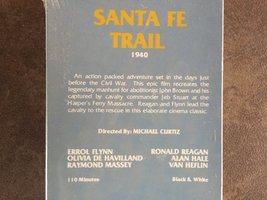 SANTA FE
TRAIL
1940
An action packed adventure set in the days just
before the Civil War. This epic film recreates the
legendary manhunt for abolitionist John Brown and his
capture by cavalry commander Jeb Stuart at the
Harper's Ferry Massacre. Reagan and Flynn lead the
cavalry to the rescue in this elaborate cinema classic.
Directed By: MICHAEL CURTIZ
ERROL FLYNN RONALD REAGAN
OLIVIA DE HAVILLAND ALAN HALE
RAYMOND MASSEY VAN HEFLIN
110 Minutes Black & White